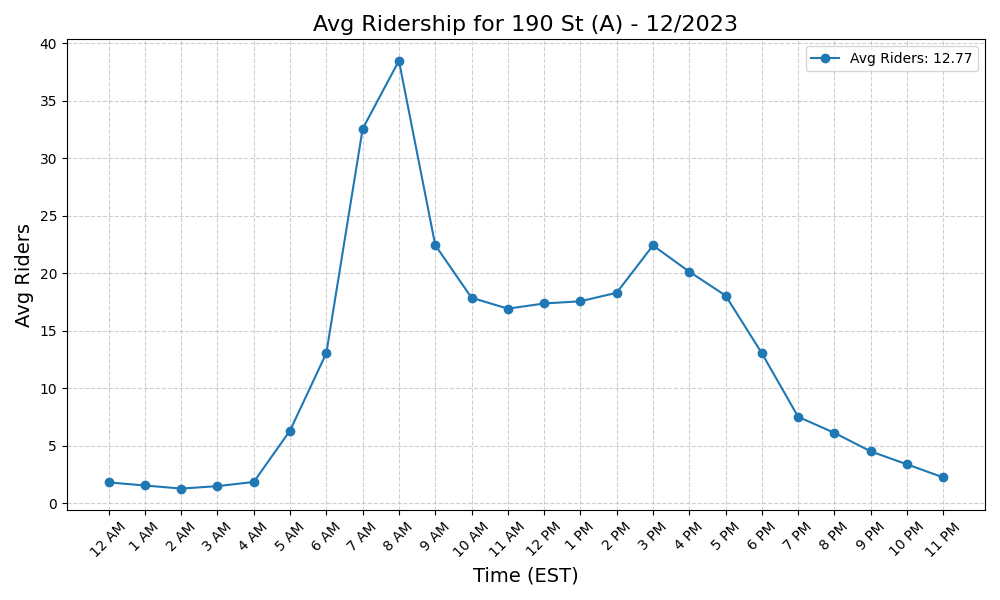 Avg Ridership for 190 St (A) - 12/2023
Avg Riders: 12.77
40
35
30
25
20
15
10
5
0
Avg Riders
12 AM
1 AM
2 AM
3 AM
4 AM
5 AM
6 AM
7 AM
8 AM
9 AM
10 AM
11 AM
12 PM
1 PM
2 PM
3 PM
4 PM
5 PM
6 PM
7 PM
8 PM
9 PM
10 PM
11 PM
Time (EST)